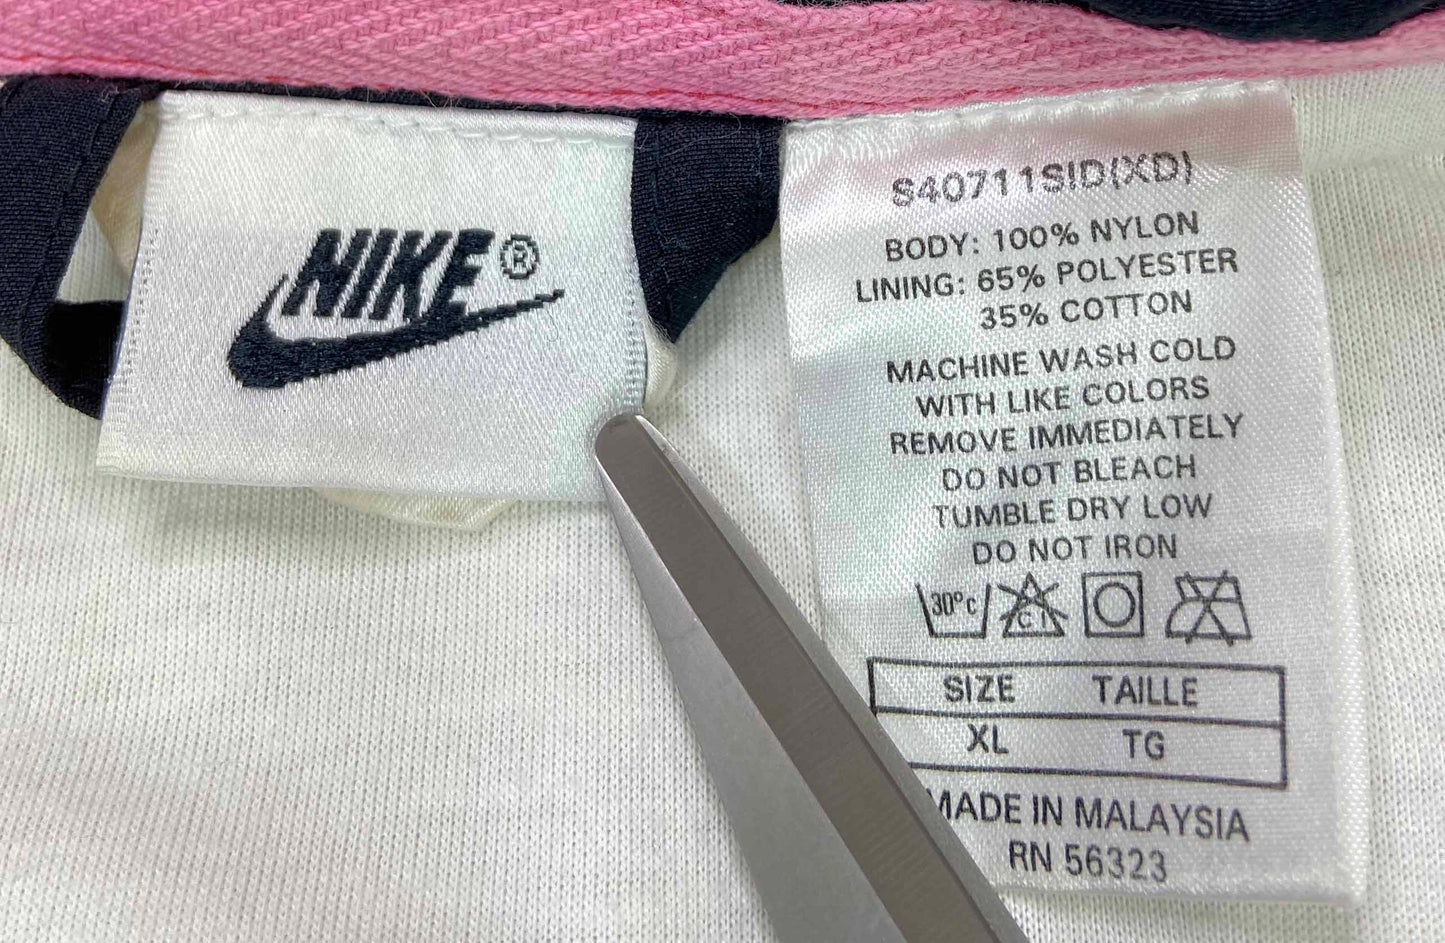 NIKE®
S40711SID(XD)
BODY: 100% NYLON
LINING: 65% POLYESTER
35% COTTON
MACHINE WASH COLD
WITH LIKE COLORS
REMOVE IMMEDIATELY
DO NOT BLEACH
TUMBLE DRY LOW
DO NOT IRON
30°c Cl
SIZE TAILLE
XL TG
MADE IN MALAYSIA
RN 56323